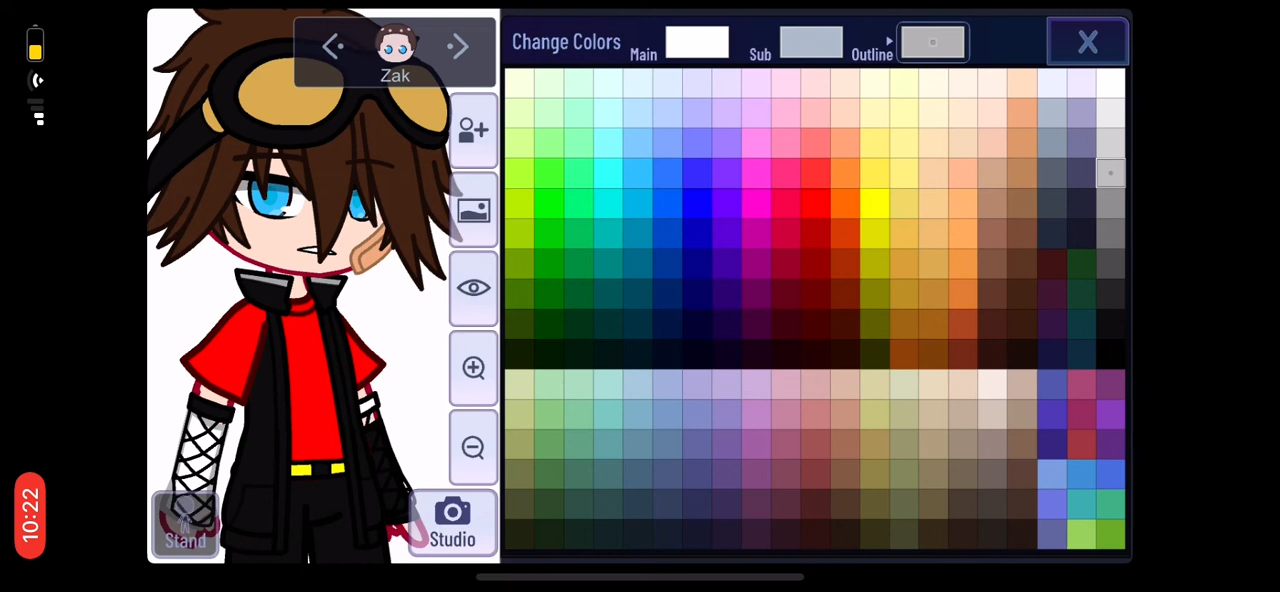 10:22
Zak
Stand
Studio
Change Colors
Main
Sub
Outline
X